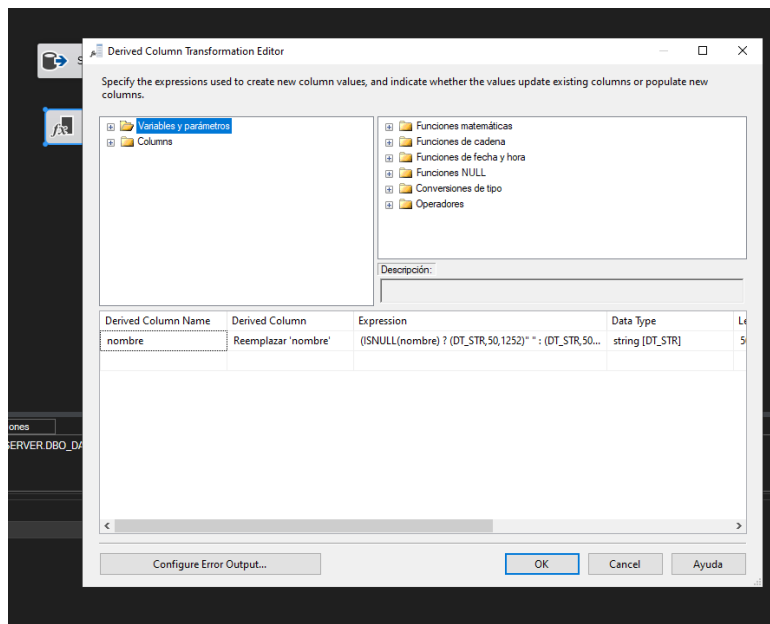 S
Derived Column Transformation Editor
Specify the expressions used to create new column values, and indicate whether the values update existing columns or populate new
columns.
Variables y parámetros
Columns
Funciones matemáticas
Funciones de cadena
Funciones de fecha y hora
Funciones NULL
Conversiones de tipo
Operadores
Descripción:
Derived Column Name Derived Column Expression Data Type Le
nombre Reemplazar 'nombre' (ISNULL(nombre) ? (DT_STR,50,1252)" " : (DT_STR,50... string [DT_STR] 5
ones
SERVER.DBO_DA
Configure Error Output... OK Cancel Ayuda